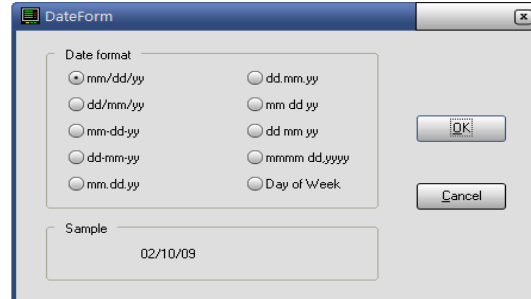 DateForm
Date format
mm/dd/yy
dd.mm.yy
dd/mm/yy
mm dd yy
mm-dd-yy
dd mm yy
dd-mm-yy
mmmm dd,yyyy
mm.dd.yy
Day of Week
OK
Cancel
Sample
02/10/09